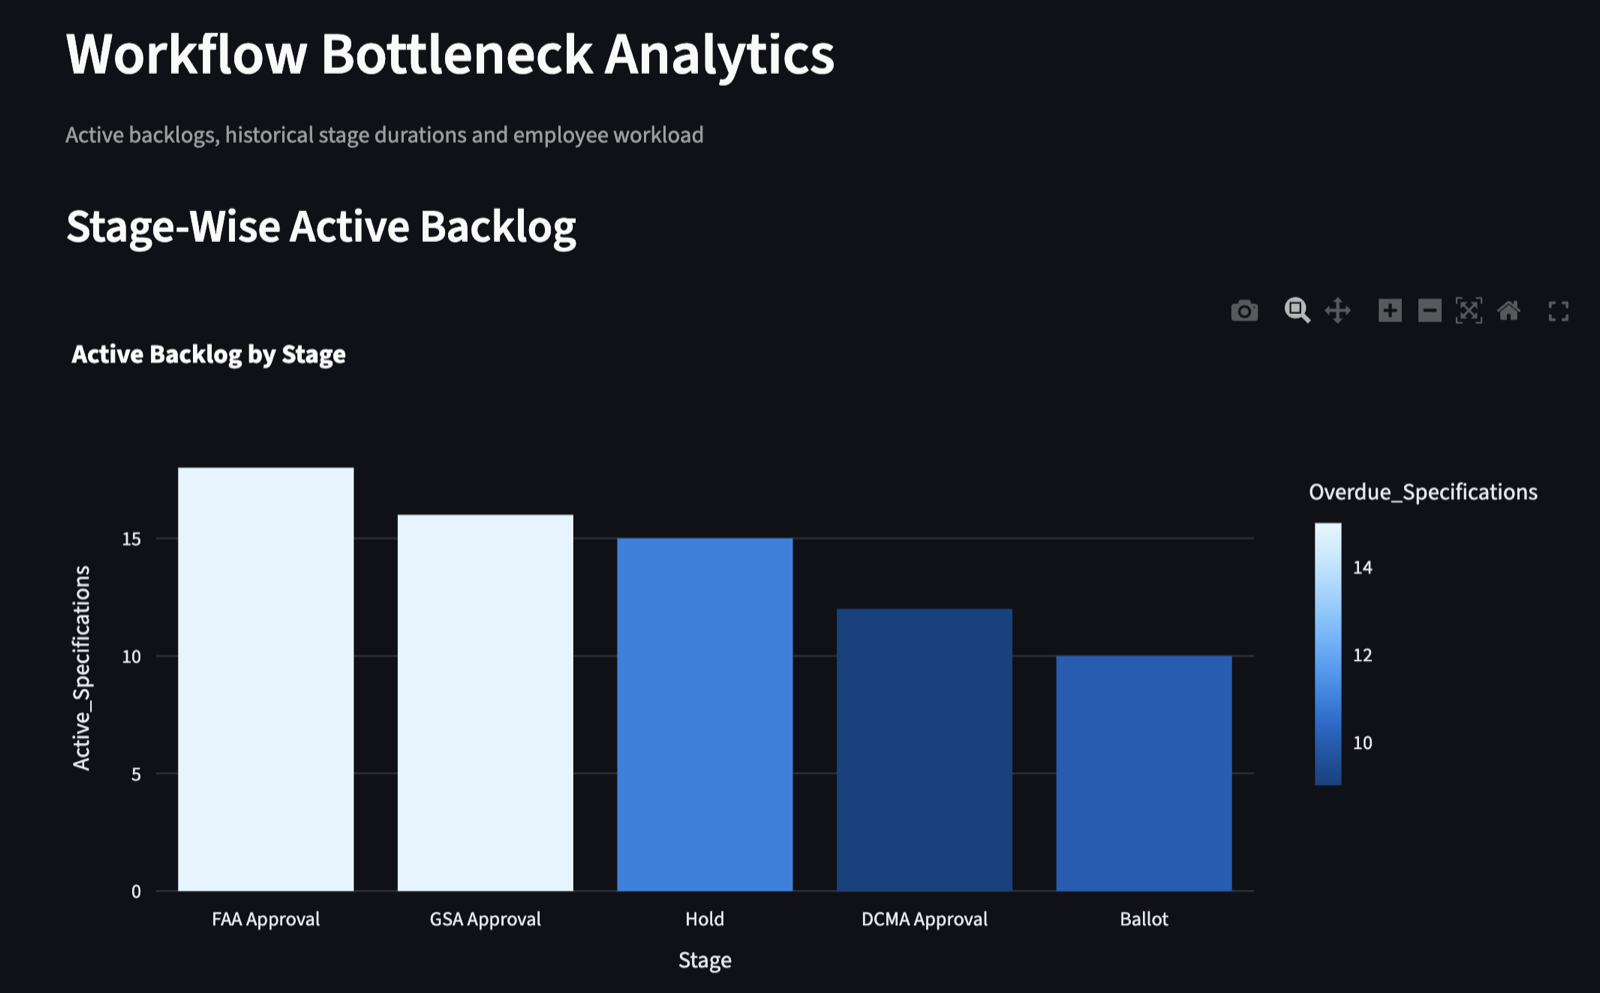 Workflow Bottleneck Analytics
Active backlogs, historical stage durations and employee workload
Stage-Wise Active Backlog
Active Backlog by Stage
Overdue_Specifications
14
12
10
Active_Specifications
15
10
5
0
FAA Approval
GSA Approval
Hold
DCMA Approval
Ballot
Stage